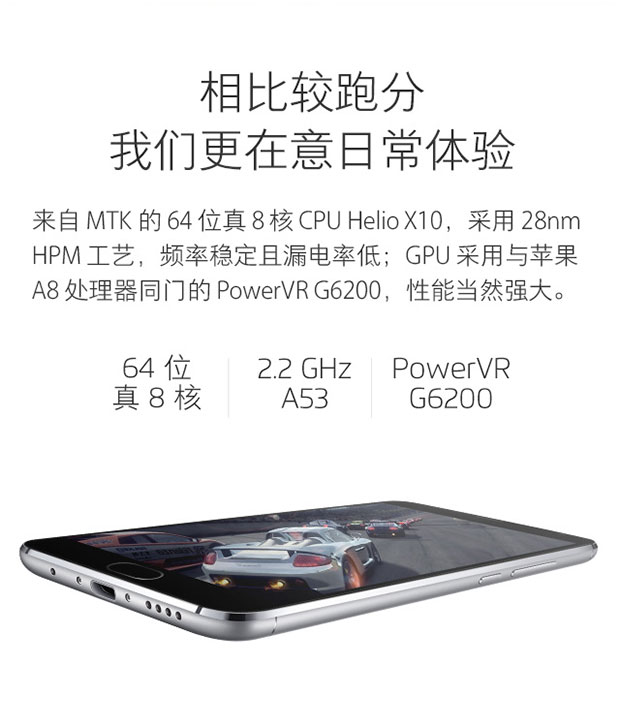 相比较跑分
我们更在意日常体验
来自 MTK 的 64 位真 8 核 CPU Helio X10，采用 28nm
HPM 工艺，频率稳定且漏电率低；GPU 采用与苹果
A8 处理器同门的 PowerVR G6200，性能当然强大。
64 位
真 8 核
2.2 GHz
A53
PowerVR
G6200